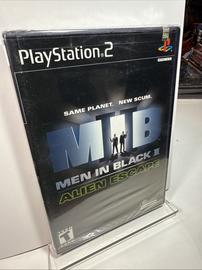 PlayStation®2
SAME PLANET. NEW SCUM.
MIB
MEN IN BLACK II
ALIEN ESCAPE
T